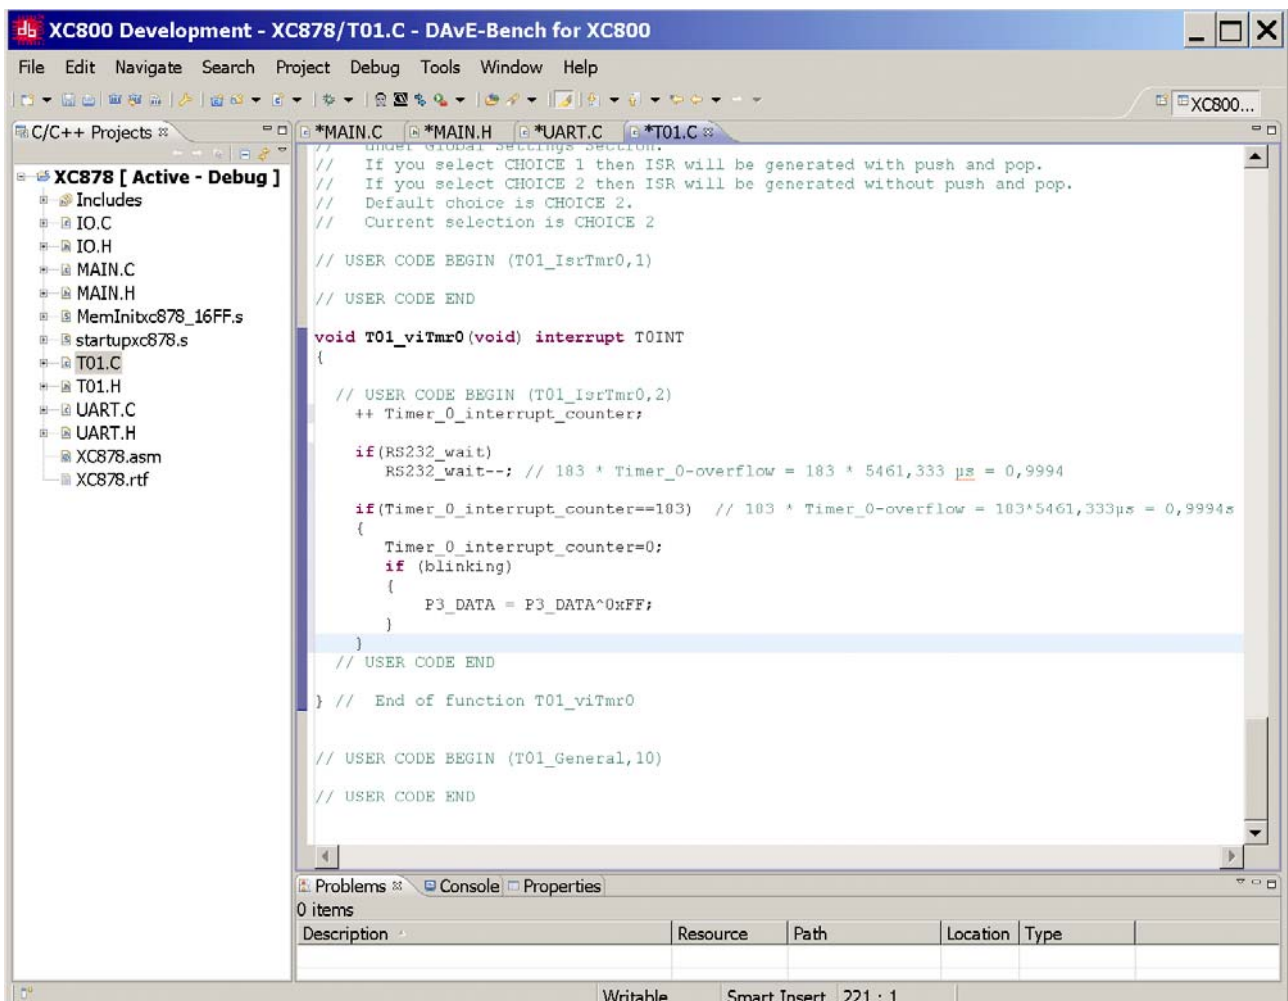 XC800 Development - XC878/T01.C - DAvE-Bench for XC800
File Edit Navigate Search Project Debug Tools Window Help
XC800...
C/C++ Projects
*MAIN.C *MAIN.H *UART.C *T01.C
XC878 [ Active - Debug ]
Includes
IO.C
IO.H
MAIN.C
MAIN.H
MemInitxc878_16FF.s
startupxc878.s
T01.C
T01.H
UART.C
UART.H
XC878.asm
XC878.rtf
// under Global Settings Section.
// If you select CHOICE 1 then ISR will be generated with push and pop.
// If you select CHOICE 2 then ISR will be generated without push and pop.
// Default choice is CHOICE 2.
// Current selection is CHOICE 2
// USER CODE BEGIN (T01_IsrTmr0,1)
// USER CODE END
void T01_viTmr0(void) interrupt T0INT
{
// USER CODE BEGIN (T01_IsrTmr0,2)
++ Timer_0_interrupt_counter;
if(RS232_wait)
RS232_wait--; // 183 * Timer_0-overflow = 183 * 5461,333 µs = 0,9994
if(Timer_0_interrupt_counter==183) // 183 * Timer_0-overflow = 183*5461,333µs = 0,9994s
{
Timer_0_interrupt_counter=0;
if (blinking)
{
P3_DATA = P3_DATA^0xFF;
}
}
// USER CODE END
} // End of function T01_viTmr0
// USER CODE BEGIN (T01_General,10)
// USER CODE END
Problems Console Properties
0 items
Description Resource Path Location Type
Writable Smart Insert 221 : 1